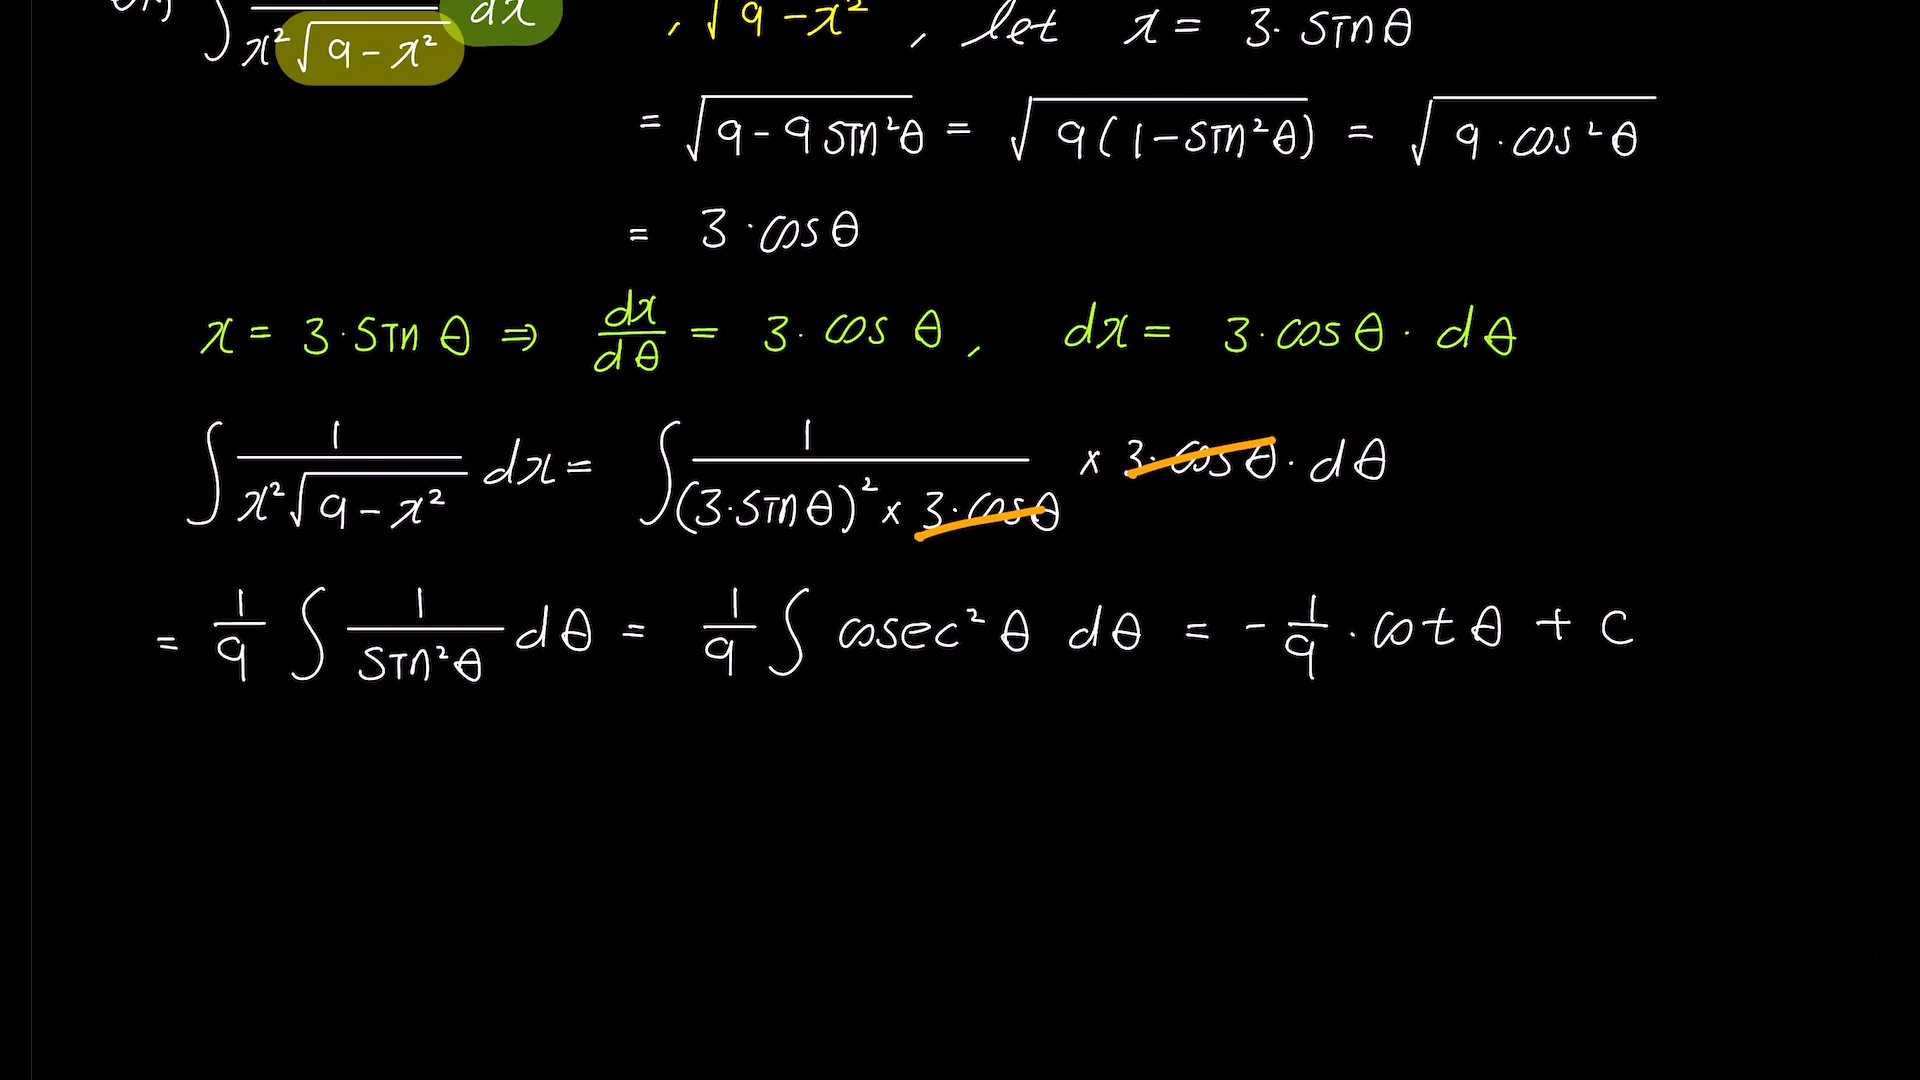 ∫ x²√(9-x²) dx , √(9-x²) , let x = 3·sinθ
= √(9-9sin²θ) = √(9(1-sin²θ)) = √(9·cos²θ)
= 3·cosθ
x = 3·sinθ ⇒ dx/dθ = 3·cosθ, dx = 3·cosθ·dθ
∫ 1/(x²√(9-x²)) dx = ∫ 1/((3·sinθ)² × 3·cosθ) × 3·cosθ·dθ
= 1/9 ∫ 1/sin²θ dθ = 1/9 ∫ cosec²θ dθ = -1/9·cotθ + C